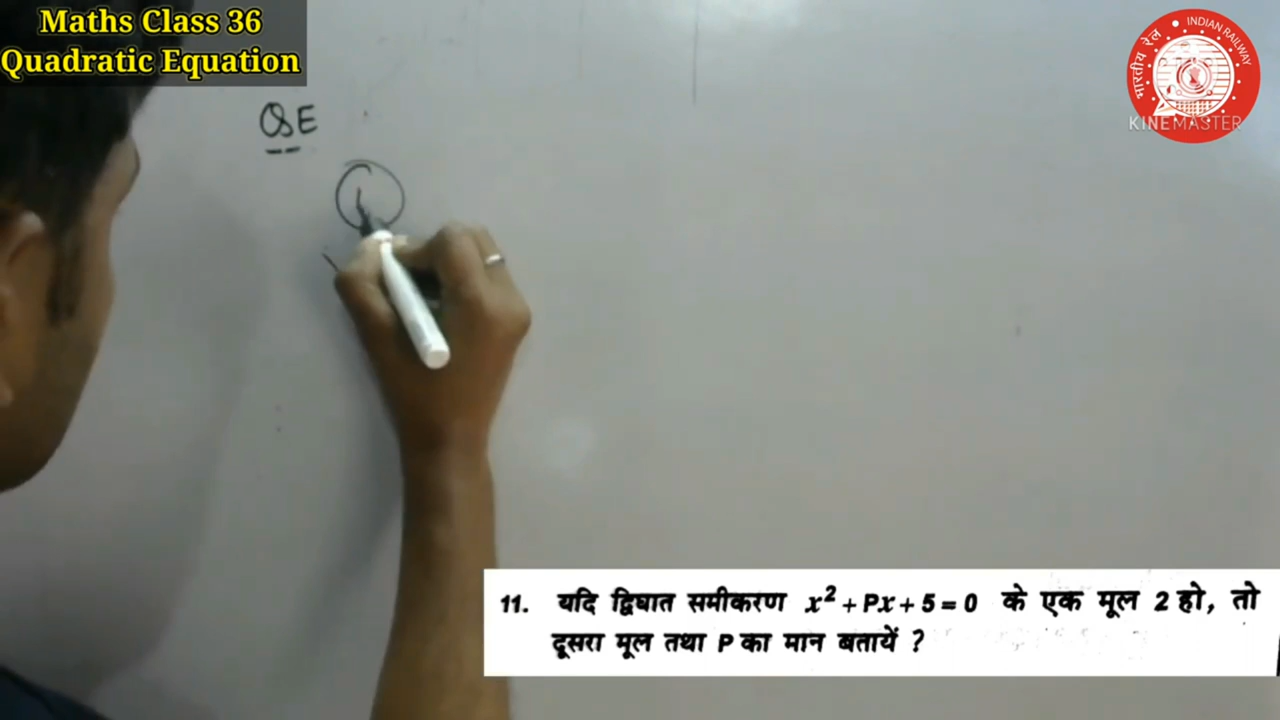 Maths Class 36
Quadratic Equation
भारतीय रेल INDIAN RAILWAY
KINEMASTER
11. यदि द्विघात समीकरण x² + Px + 5 = 0 के एक मूल 2 हो, तो
दूसरा मूल तथा P का मान बतायें ?